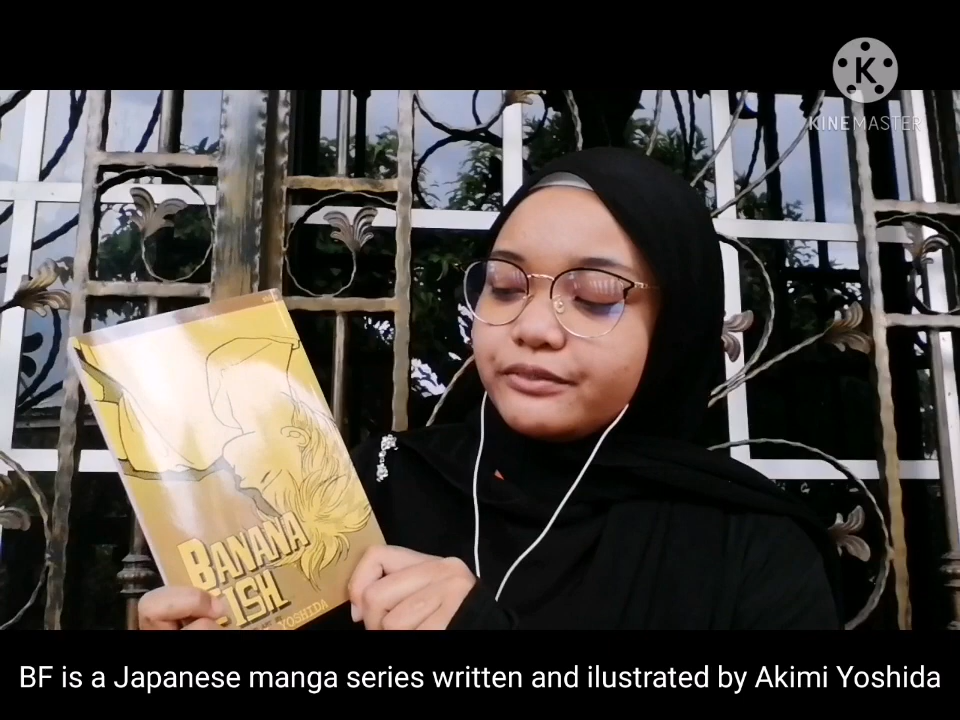 K
KINEMASTER
BANANA
FISH
YOSHIDA
BF is a Japanese manga series written and ilustrated by Akimi Yoshida